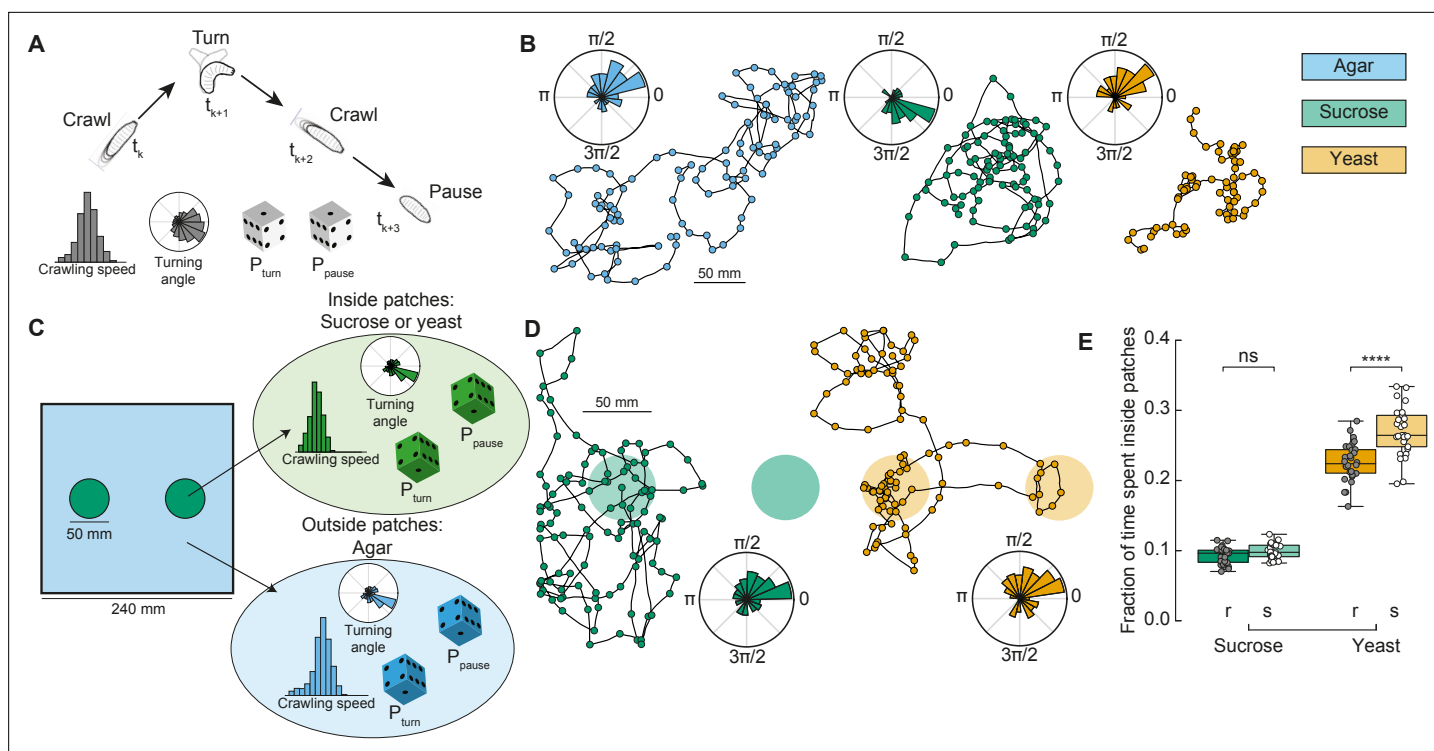 A
Turn
t_k+1
Crawl
t_k
Crawl
t_k+2
Pause
t_k+3
Crawling speed
Turning
angle
P_turn
P_pause
B
π/2
π
0
3π/2
π/2
π
0
3π/2
π/2
π
0
3π/2
50 mm
Agar
Sucrose
Yeast
C
50 mm
240 mm
Inside patches:
Sucrose or yeast
Turning
angle
Crawling speed
P_pause
P_turn
Outside patches:
Agar
Turning
angle
Crawling speed
P_pause
P_turn
D
50 mm
π/2
π
0
3π/2
π/2
π
0
3π/2
E
Fraction of time spent inside patches
0.4
0.3
0.2
0.1
0.0
ns
****
r
s
r
s
Sucrose
Yeast